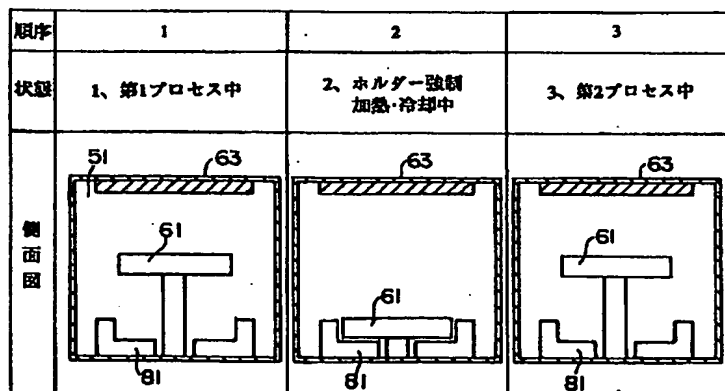 順序 1 2 3
状態 1、第1プロセス中 2、ホルダー強制 3、第2プロセス中
加熱・冷却中
側面図
63 63 63
51
61 61
61
81 81 81